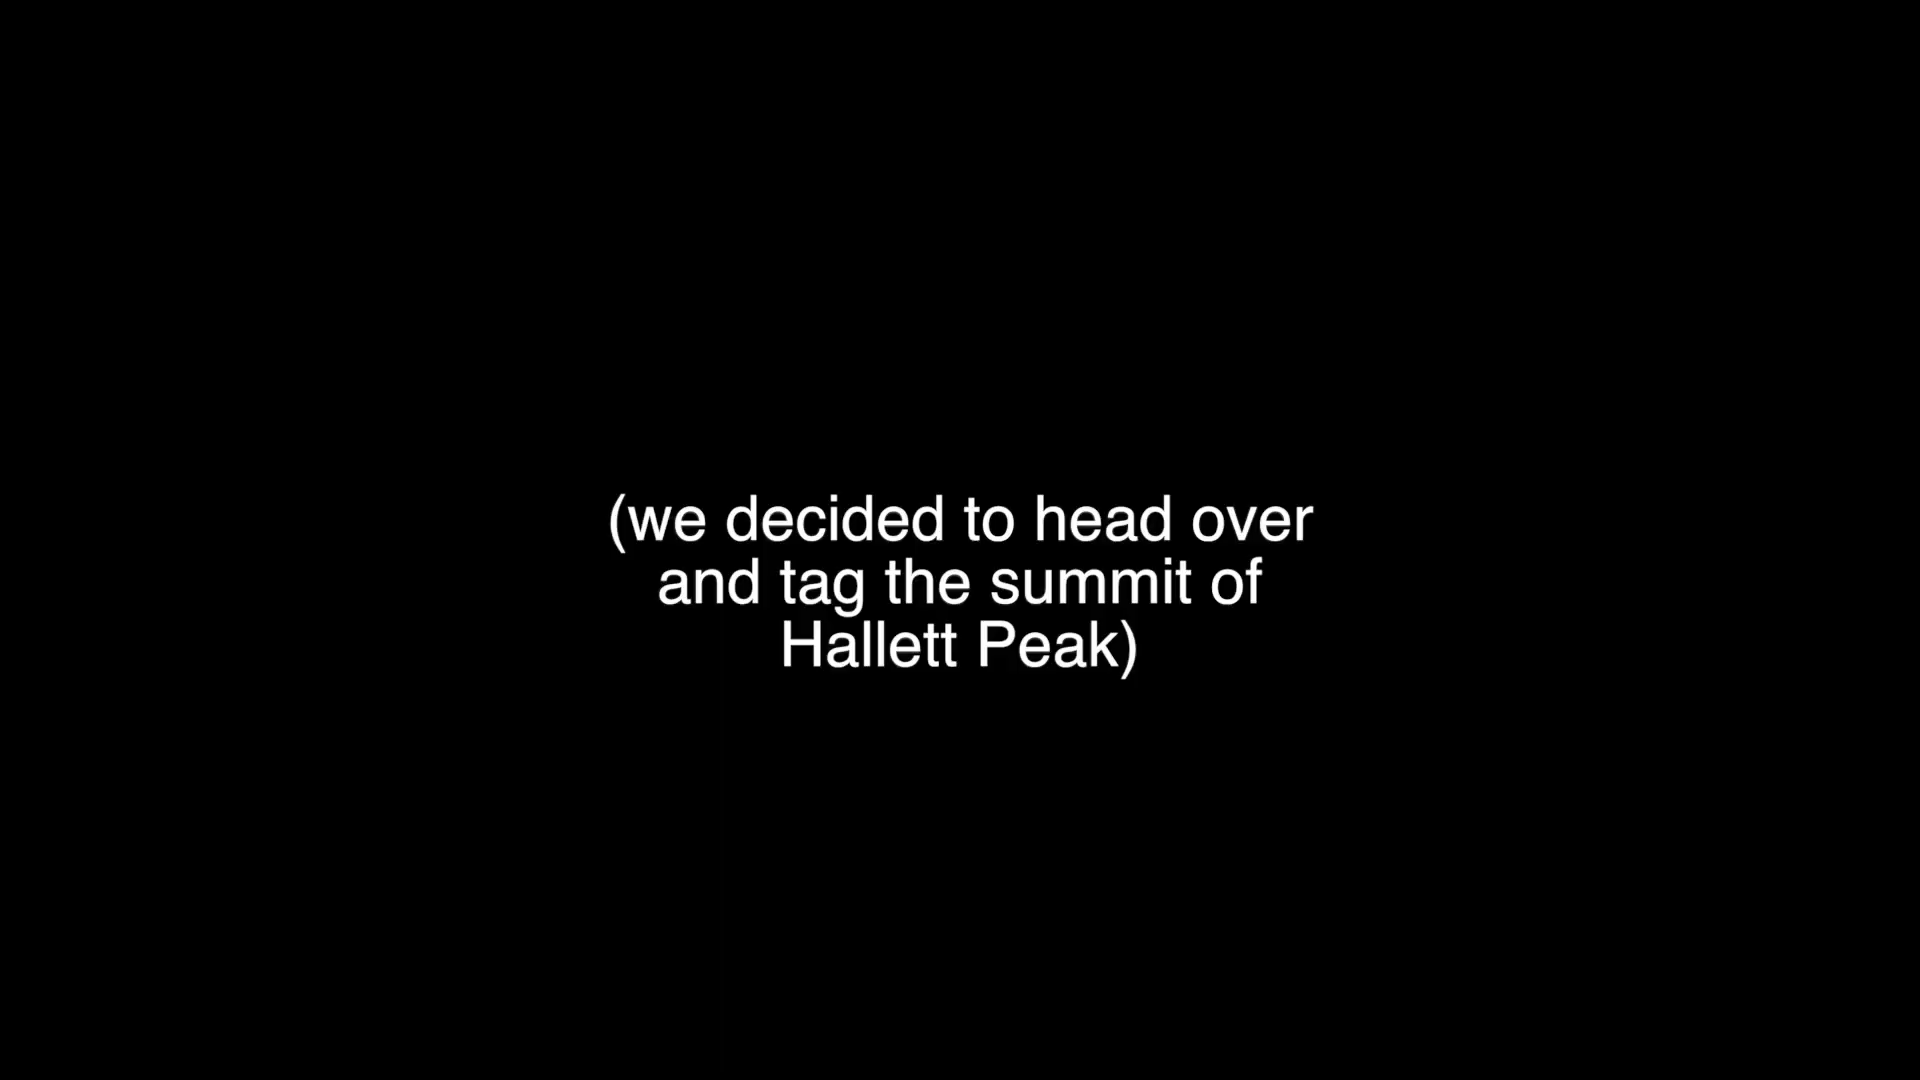 (we decided to head over
and tag the summit of
Hallett Peak)